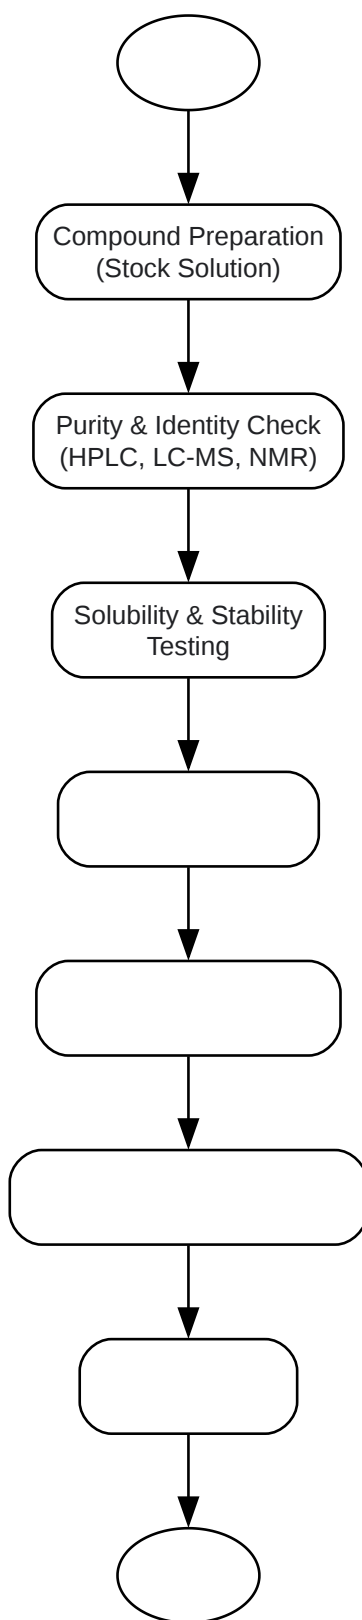 Compound Preparation
(Stock Solution)
Purity & Identity Check
(HPLC, LC-MS, NMR)
Solubility & Stability
Testing